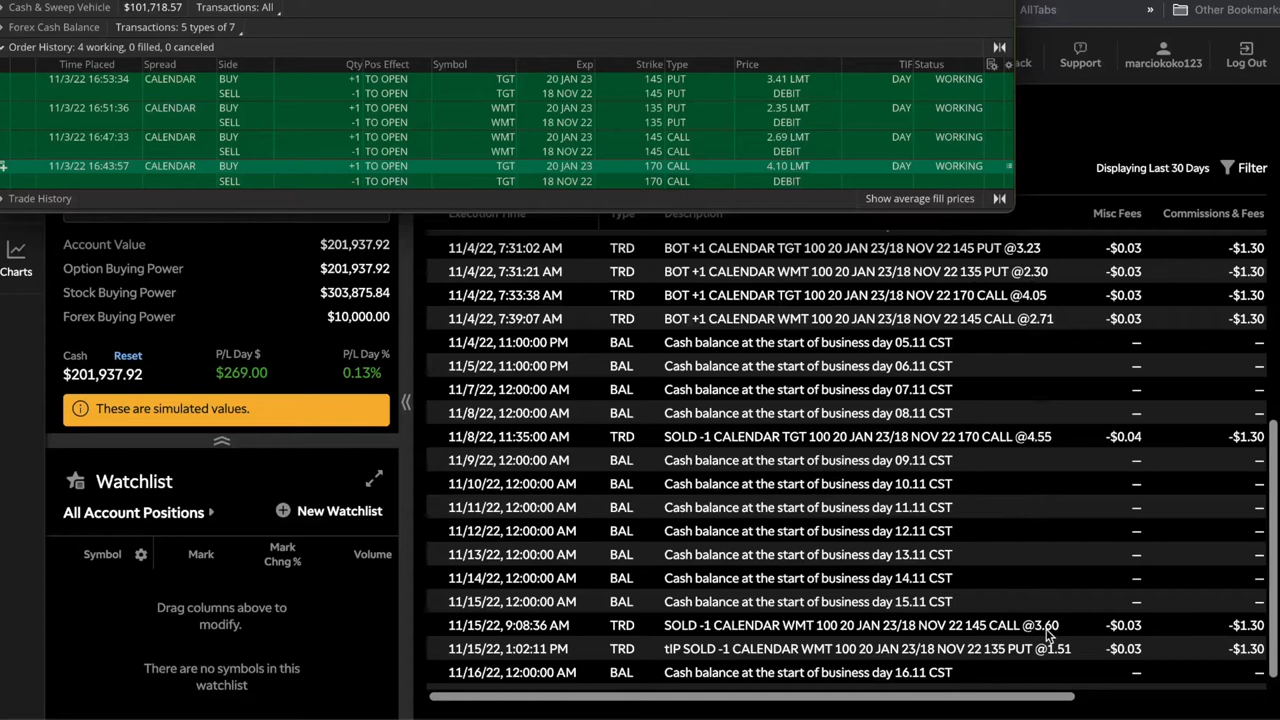 Cash & Sweep Vehicle $101,718.57 Transactions: All
Forex Cash Balance Transactions: 5 types of 7
Order History: 4 working, 0 filled, 0 canceled
Time Placed Spread Side Qty Pos Effect Symbol Exp Strike Type Price TIF Status
11/3/22 16:53:34 CALENDAR BUY +1 TO OPEN TGT 20 JAN 23 145 PUT 3.41 LMT DAY WORKING
SELL -1 TO OPEN TGT 18 NOV 22 145 PUT DEBIT
11/3/22 16:51:36 CALENDAR BUY +1 TO OPEN WMT 20 JAN 23 135 PUT 2.35 LMT DAY WORKING
SELL -1 TO OPEN WMT 18 NOV 22 135 PUT DEBIT
11/3/22 16:47:33 CALENDAR BUY +1 TO OPEN WMT 20 JAN 23 145 CALL 2.69 LMT DAY WORKING
SELL -1 TO OPEN WMT 18 NOV 22 145 CALL DEBIT
11/3/22 16:43:57 CALENDAR BUY +1 TO OPEN TGT 20 JAN 23 170 CALL 4.10 LMT DAY WORKING
SELL -1 TO OPEN TGT 18 NOV 22 170 CALL DEBIT
Trade History Show average fill prices
AllTabs » Other Bookmarks
ack Support marciokoko123 Log Out
Displaying Last 30 Days Filter
Charts
Account Value $201,937.92
Option Buying Power $201,937.92
Stock Buying Power $303,875.84
Forex Buying Power $10,000.00
Cash Reset P/L Day $ P/L Day %
$201,937.92 $269.00 0.13%
These are simulated values.
Watchlist
All Account Positions New Watchlist
Symbol Mark Mark Chng % Volume
Drag columns above to
modify.
There are no symbols in this
watchlist
Execution Time Type Description Misc Fees Commissions & Fees
11/4/22, 7:31:02 AM TRD BOT +1 CALENDAR TGT 100 20 JAN 23/18 NOV 22 145 PUT @3.23 -$0.03 -$1.30
11/4/22, 7:31:21 AM TRD BOT +1 CALENDAR WMT 100 20 JAN 23/18 NOV 22 135 PUT @2.30 -$0.03 -$1.30
11/4/22, 7:33:38 AM TRD BOT +1 CALENDAR TGT 100 20 JAN 23/18 NOV 22 170 CALL @4.05 -$0.03 -$1.30
11/4/22, 7:39:07 AM TRD BOT +1 CALENDAR WMT 100 20 JAN 23/18 NOV 22 145 CALL @2.71 -$0.03 -$1.30
11/4/22, 11:00:00 PM BAL Cash balance at the start of business day 05.11 CST – –
11/5/22, 11:00:00 PM BAL Cash balance at the start of business day 06.11 CST – –
11/7/22, 12:00:00 AM BAL Cash balance at the start of business day 07.11 CST – –
11/8/22, 12:00:00 AM BAL Cash balance at the start of business day 08.11 CST – –
11/8/22, 11:35:00 AM TRD SOLD -1 CALENDAR TGT 100 20 JAN 23/18 NOV 22 170 CALL @4.55 -$0.04 -$1.30
11/9/22, 12:00:00 AM BAL Cash balance at the start of business day 09.11 CST – –
11/10/22, 12:00:00 AM BAL Cash balance at the start of business day 10.11 CST – –
11/11/22, 12:00:00 AM BAL Cash balance at the start of business day 11.11 CST – –
11/12/22, 12:00:00 AM BAL Cash balance at the start of business day 12.11 CST – –
11/13/22, 12:00:00 AM BAL Cash balance at the start of business day 13.11 CST – –
11/14/22, 12:00:00 AM BAL Cash balance at the start of business day 14.11 CST – –
11/15/22, 12:00:00 AM BAL Cash balance at the start of business day 15.11 CST – –
11/15/22, 9:08:36 AM TRD SOLD -1 CALENDAR WMT 100 20 JAN 23/18 NOV 22 145 CALL @3.60 -$0.03 -$1.30
11/15/22, 1:02:11 PM TRD tIP SOLD -1 CALENDAR WMT 100 20 JAN 23/18 NOV 22 135 PUT @1.51 -$0.03 -$1.30
11/16/22, 12:00:00 AM BAL Cash balance at the start of business day 16.11 CST – –